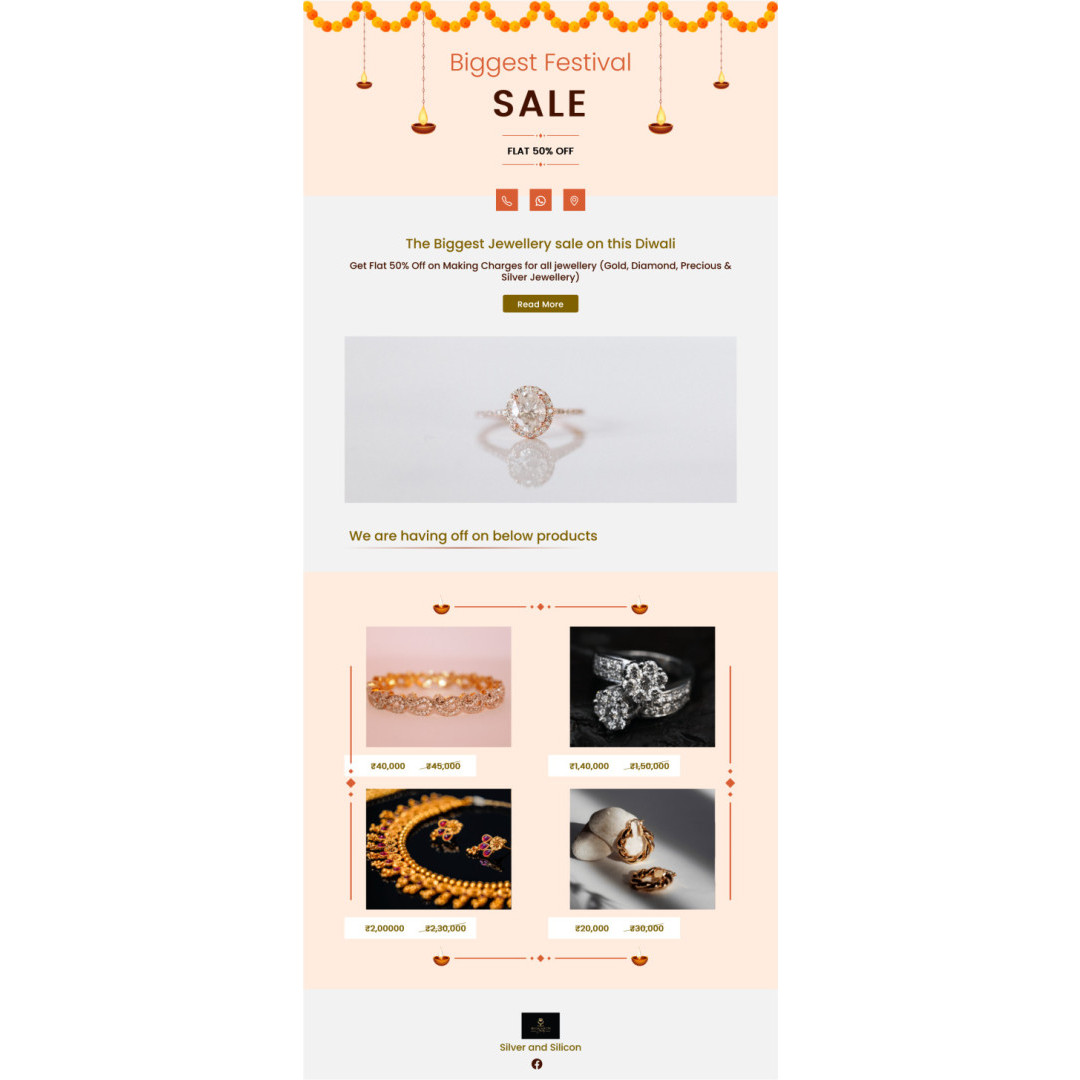 Biggest Festival
SALE
FLAT 50% OFF
The Biggest Jewellery sale on this Diwali
Get Flat 50% Off on Making Charges for all jewellery (Gold, Diamond, Precious &
Silver Jewellery)
Read More
We are having off on below products
₹40,000 ₹45,000
₹1,40,000 ₹1,50,000
₹2,00000 ₹2,30,000
₹20,000 ₹30,000
Silver and Silicon